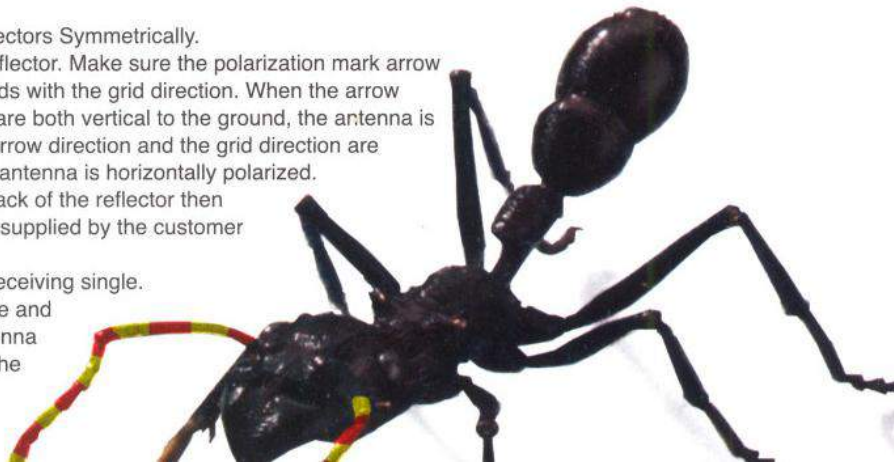 ectors Symmetrically.
flector. Make sure the polarization mark arrow
ds with the grid direction. When the arrow
are both vertical to the ground, the antenna is
rrow direction and the grid direction are
antenna is horizontally polarized.
ack of the reflector then
supplied by the customer
eceiving single.
e and
nna
he